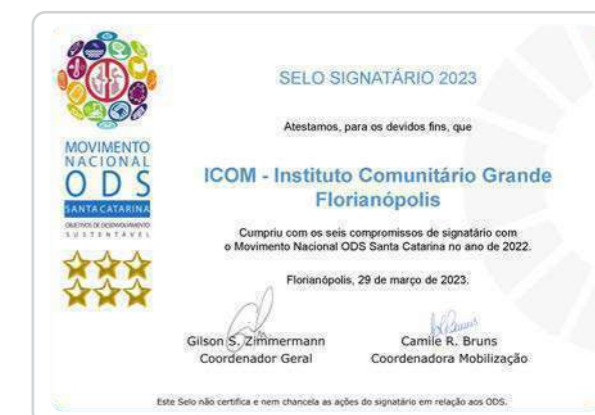 MOVIMENTO
NACIONAL
ODS
SANTA CATARINA
OBJETIVOS DE DESENVOLVIMENTO
SUSTENTÁVEL
SELO SIGNATÁRIO 2023
Atestamos, para os devidos fins, que
ICOM - Instituto Comunitário Grande
Florianópolis
Cumpriu com os seis compromissos de signatário com
o Movimento Nacional ODS Santa Catarina no ano de 2022.
Florianópolis, 29 de março de 2023.
Gilson S. Zimmermann
Coordenador Geral
Camile R. Bruns
Coordenadora Mobilização
Este Selo não certifica e nem chancela as ações do signatário em relação aos ODS.